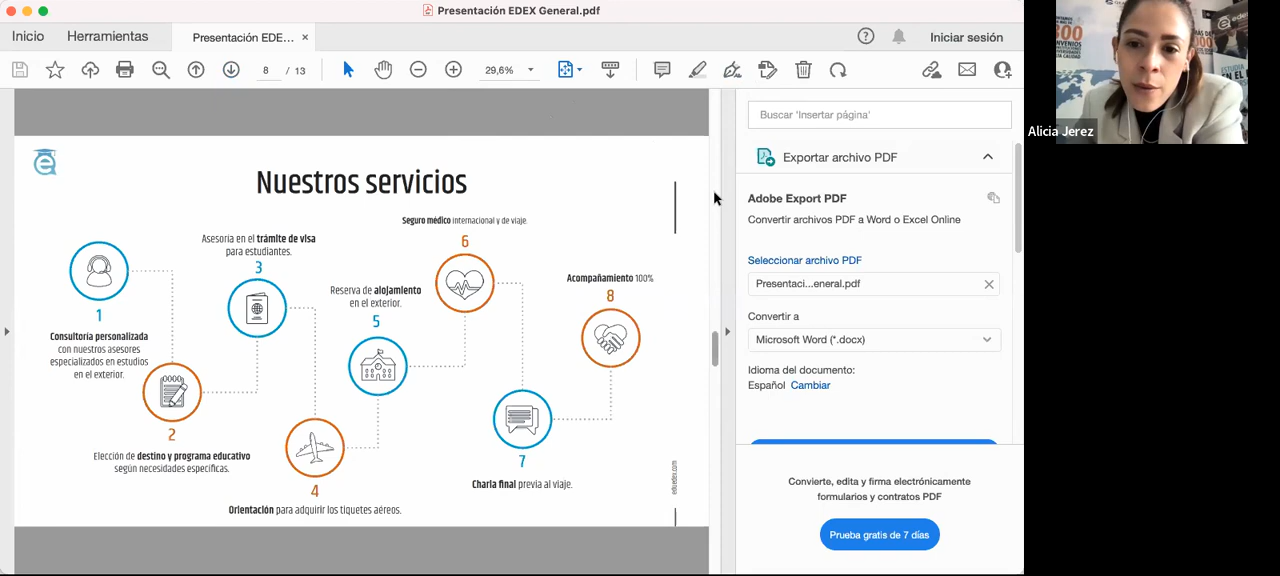 Presentación EDEX General.pdf
Inicio
Herramientas
Presentación EDE...
×
?
Iniciar sesión
8 / 13
29,6%
Buscar 'Insertar página'
Exportar archivo PDF
Adobe Export PDF
Convertir archivos PDF a Word o Excel Online
Seleccionar archivo PDF
Presentaci...eneral.pdf
Convertir a
Microsoft Word (*.docx)
Idioma del documento:
Español Cambiar
Convierte, edita y firma electrónicamente
formularios y contratos PDF
Prueba gratis de 7 días
Nuestros servicios
1
Consultoría personalizada
con nuestros asesores
especializados en estudios
en el exterior.
2
Elección de destino y programa educativo
según necesidades específicas.
Asesoría en el trámite de visa
para estudiantes.
3
4
Orientación para adquirir los tiquetes aéreos.
Reserva de alojamiento
en el exterior.
5
Seguro médico internacional y de viaje.
6
7
Charla final previa al viaje.
Acompañamiento 100%
8
eduedex.com
Alicia Jerez
CONVENIOS
ESTUDIA
EN EL